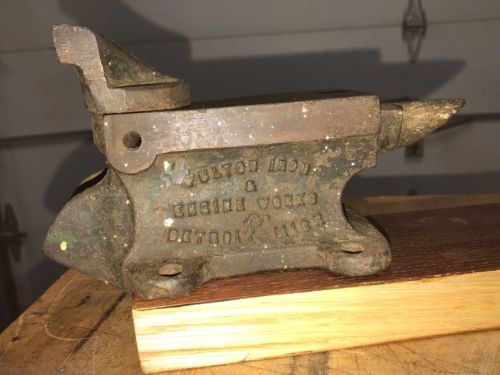 FULTON IRON
&
ENGINE WORKS
DETROIT MICH